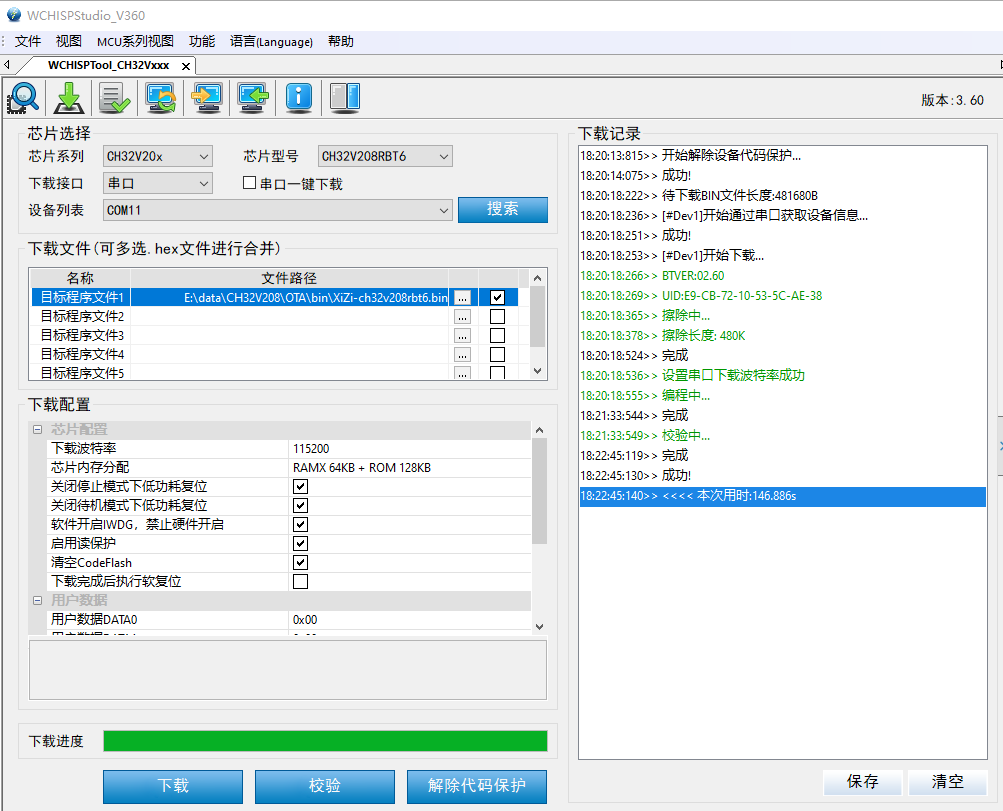 WCHISPStudio_V360
文件 视图 MCU系列视图 功能 语言(Language) 帮助
WCHISPTool_CH32Vxxx
版本:3.60
芯片选择
芯片系列 CH32V20x 芯片型号 CH32V208RBT6
下载接口 串口 串口一键下载
设备列表 COM11 搜索
下载文件(可多选.hex文件进行合并)
名称 文件路径
目标程序文件1 E:\data\CH32V208\OTA\bin\XiZi-ch32v208rbt6.bin ...
目标程序文件2 ...
目标程序文件3 ...
目标程序文件4 ...
目标程序文件5 ...
下载配置
芯片配置
下载波特率 115200
芯片内存分配 RAMX 64KB + ROM 128KB
关闭停止模式下低功耗复位
关闭待机模式下低功耗复位
软件开启IWDG，禁止硬件开启
启用读保护
清空CodeFlash
下载完成后执行软复位
用户数据
用户数据DATA0 0x00
下载进度
下载 校验 解除代码保护
下载记录
18:20:13:815>> 开始解除设备代码保护...
18:20:14:075>> 成功!
18:20:18:222>> 待下载BIN文件长度:481680B
18:20:18:236>> [#Dev1]开始通过串口获取设备信息...
18:20:18:251>> 成功!
18:20:18:253>> [#Dev1]开始下载...
18:20:18:266>> BTVER:02.60
18:20:18:269>> UID:E9-CB-72-10-53-5C-AE-38
18:20:18:365>> 擦除中...
18:20:18:378>> 擦除长度: 480K
18:20:18:524>> 完成
18:20:18:536>> 设置串口下载波特率成功
18:20:18:555>> 编程中...
18:21:33:544>> 完成
18:21:33:549>> 校验中...
18:22:45:119>> 完成
18:22:45:130>> 成功!
18:22:45:140>> <<<< 本次用时:146.886s
保存 清空